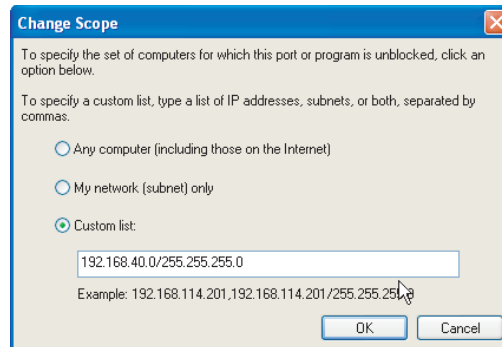 Change Scope
To specify the set of computers for which this port or program is unblocked, click an
option below.
To specify a custom list, type a list of IP addresses, subnets, or both, separated by
commas.
Any computer (including those on the Internet)
My network (subnet) only
Custom list:
192.168.40.0/255.255.255.0
Example: 192.168.114.201,192.168.114.201/255.255.255.0
OK Cancel